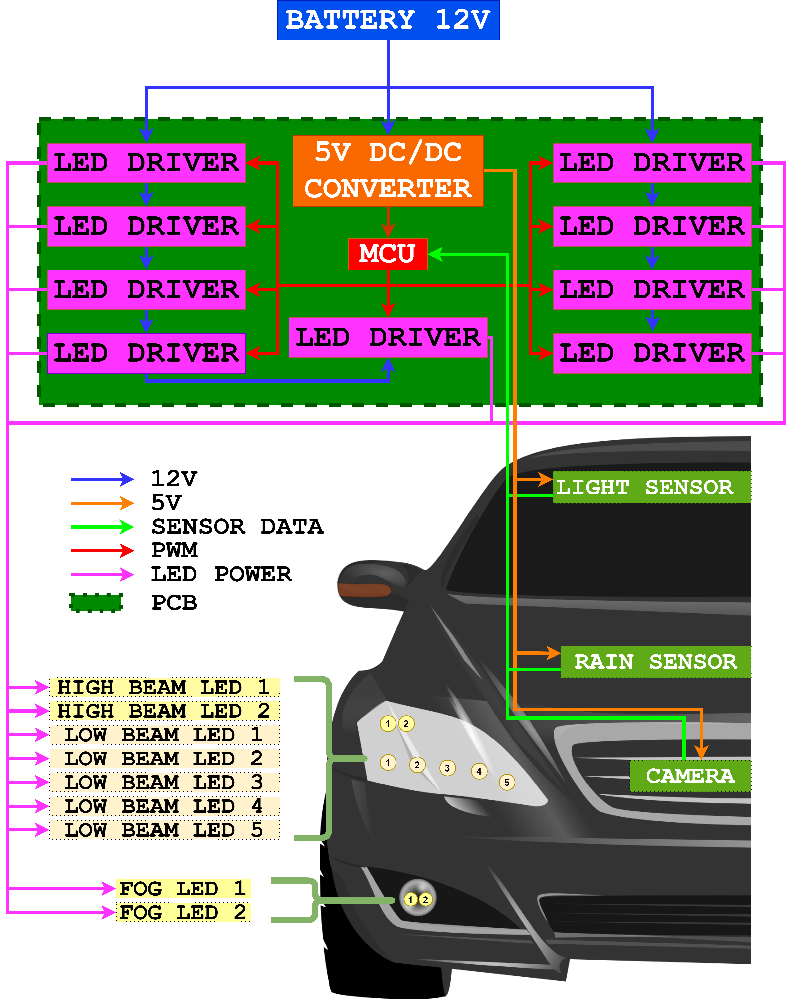 BATTERY 12V
LED DRIVER
5V DC/DC
CONVERTER
LED DRIVER
LED DRIVER
LED DRIVER
MCU
LED DRIVER
LED DRIVER
LED DRIVER
LED DRIVER
LED DRIVER
12V
5V
SENSOR DATA
PWM
LED POWER
PCB
LIGHT SENSOR
RAIN SENSOR
CAMERA
HIGH BEAM LED 1
HIGH BEAM LED 2
LOW BEAM LED 1
LOW BEAM LED 2
LOW BEAM LED 3
LOW BEAM LED 4
LOW BEAM LED 5
1 2
1 2 3 4 5
FOG LED 1
FOG LED 2
1 2